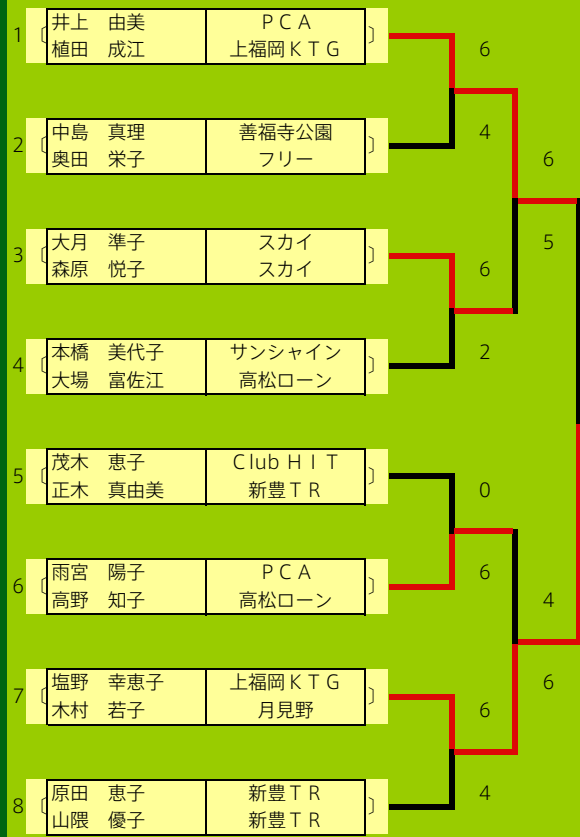 1 〔 井上　由美 ＰＣＡ 〕
植田　成江 上福岡ＫＴＧ
6
2 〔 中島　真理 善福寺公園 〕
奥田　栄子 フリー
4
6
3 〔 大月　準子 スカイ 〕
森原　悦子 スカイ
5
6
4 〔 本橋　美代子 サンシャイン 〕
大場　富佐江 高松ローン
2
5 〔 茂木　恵子 Club ＨＩＴ 〕
正木　真由美 新豊ＴＲ
0
6 〔 雨宮　陽子 ＰＣＡ 〕
高野　知子 高松ローン
6
4
7 〔 塩野　幸恵子 上福岡ＫＴＧ 〕
木村　若子 月見野
6
6
8 〔 原田　恵子 新豊ＴＲ 〕
山隈　優子 新豊ＴＲ
4